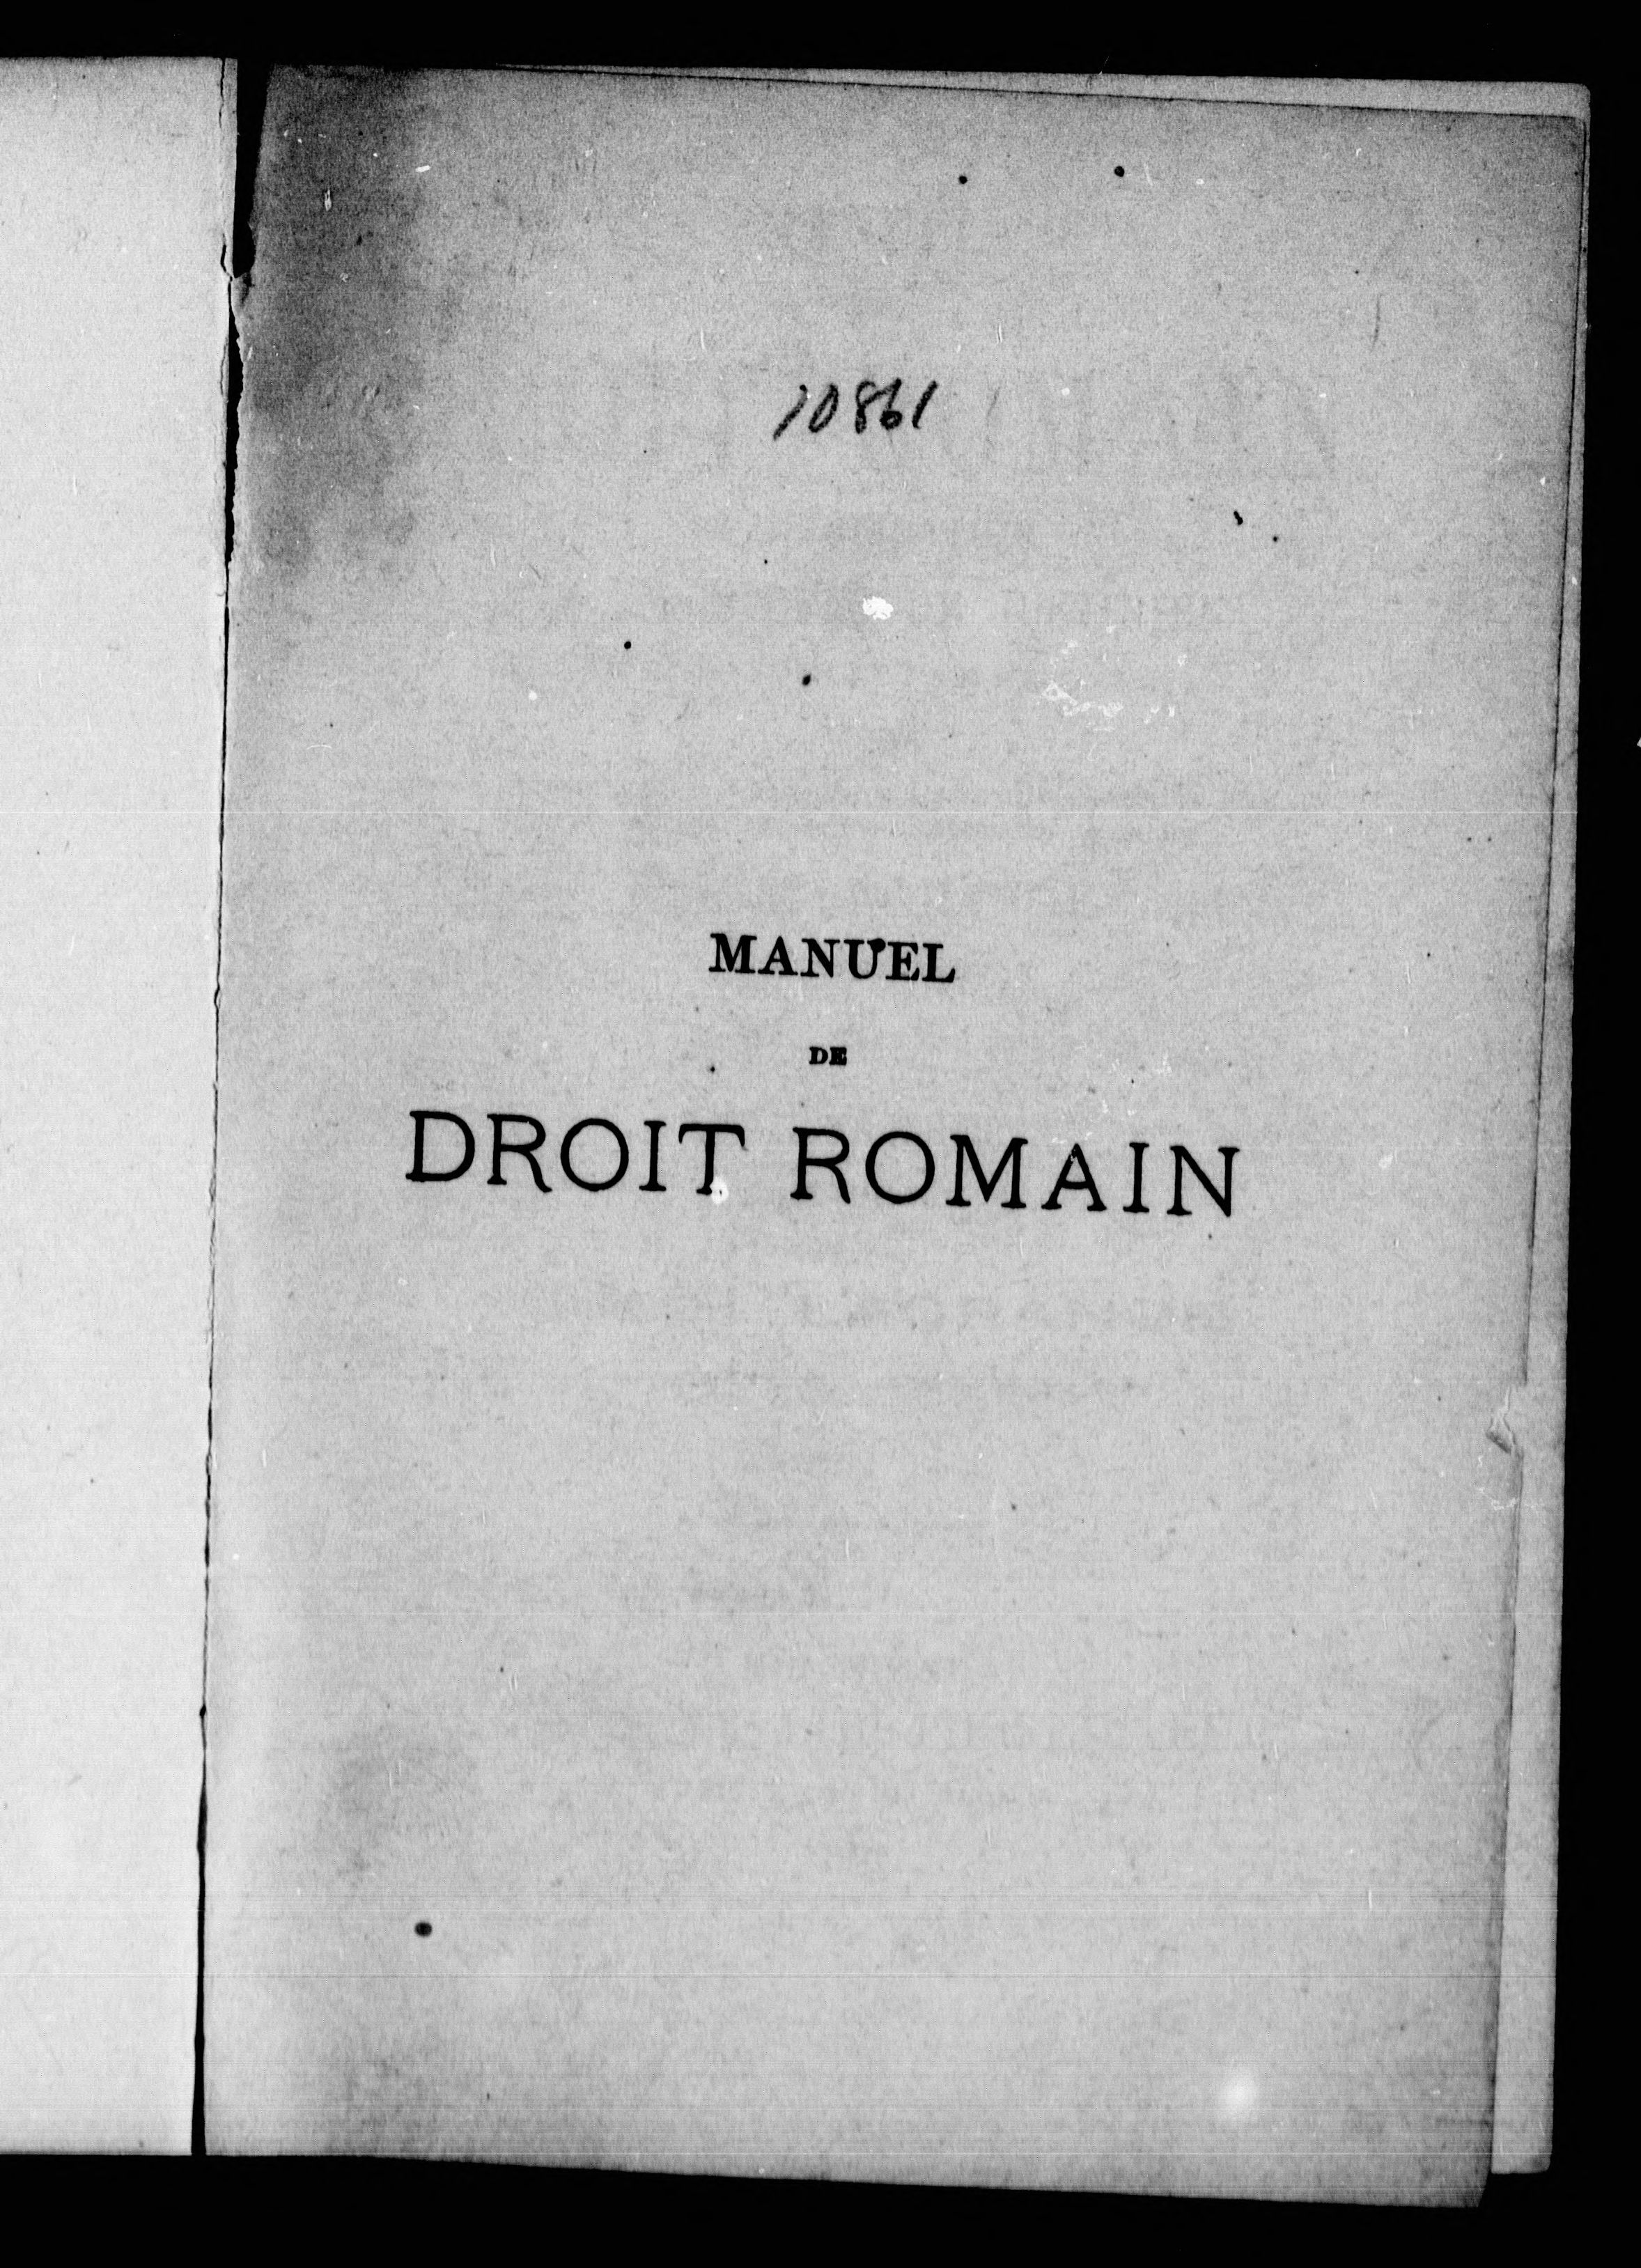 10861
MANUEL
DE
DROIT ROMAIN